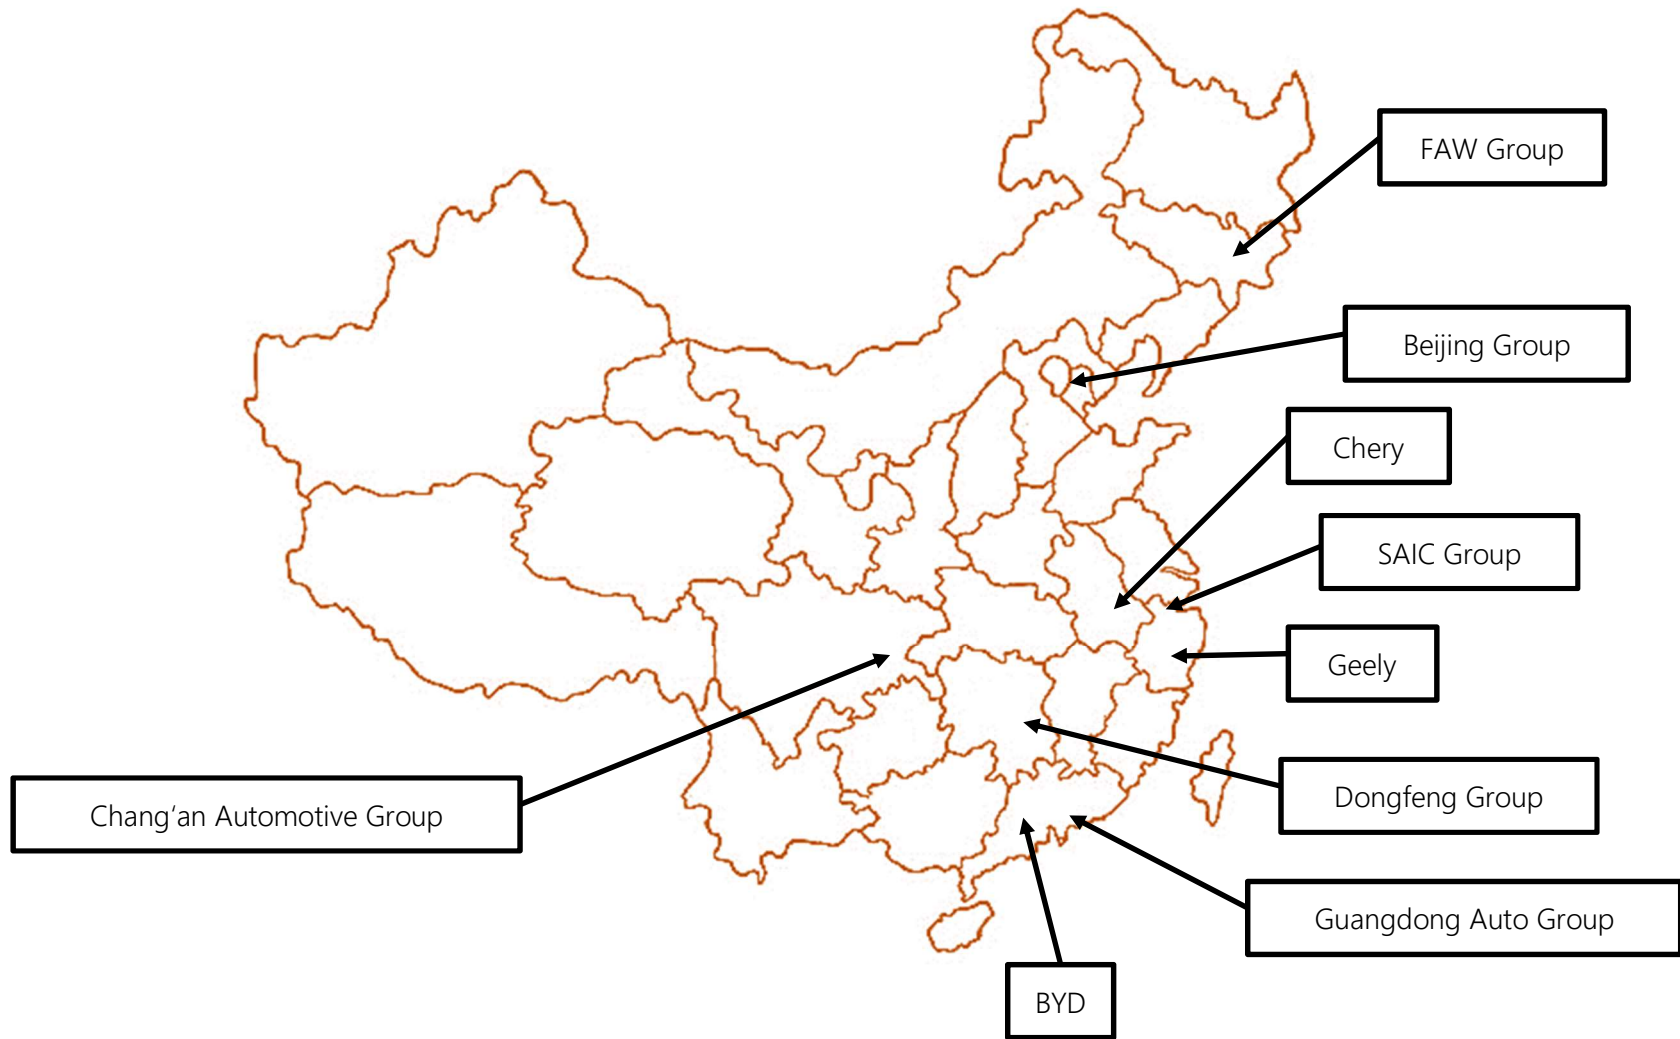 FAW Group
Beijing Group
Chery
SAIC Group
Geely
Chang‘an Automotive Group
Dongfeng Group
Guangdong Auto Group
BYD